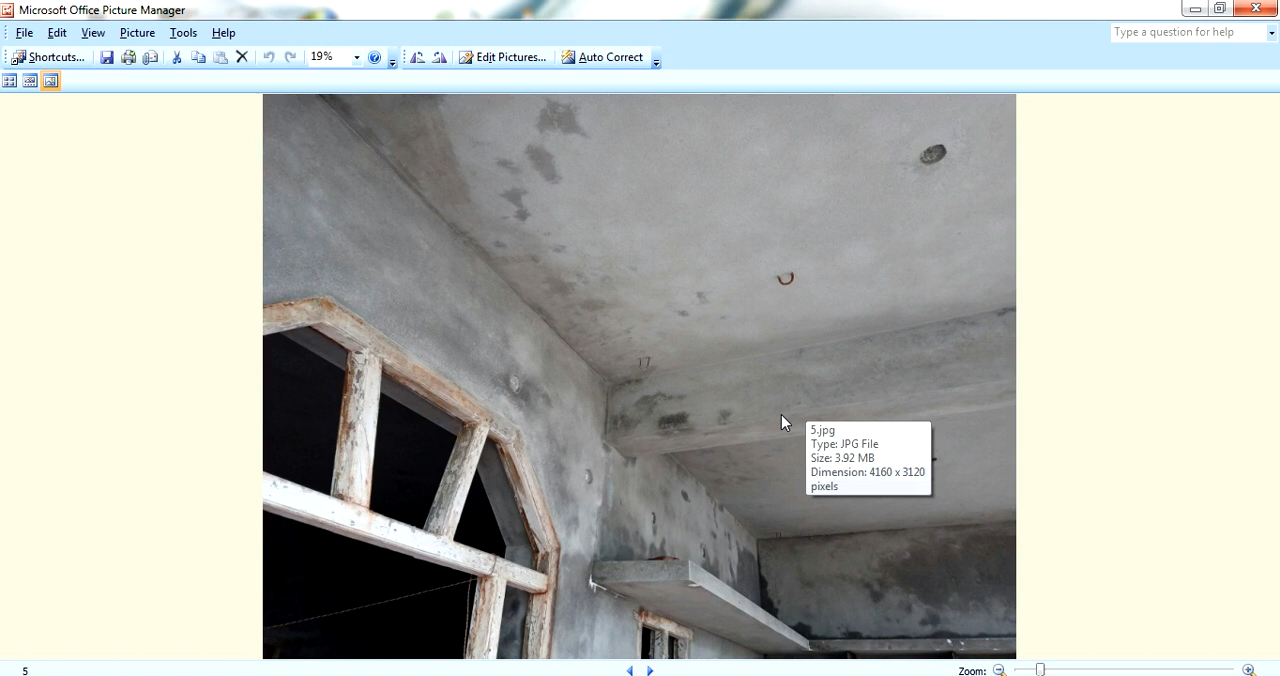 Microsoft Office Picture Manager
File Edit View Picture Tools Help
Type a question for help
Shortcuts...
19%
Edit Pictures...
Auto Correct
5.jpg
Type: JPG File
Size: 3.92 MB
Dimension: 4160 x 3120
pixels
5
Zoom: